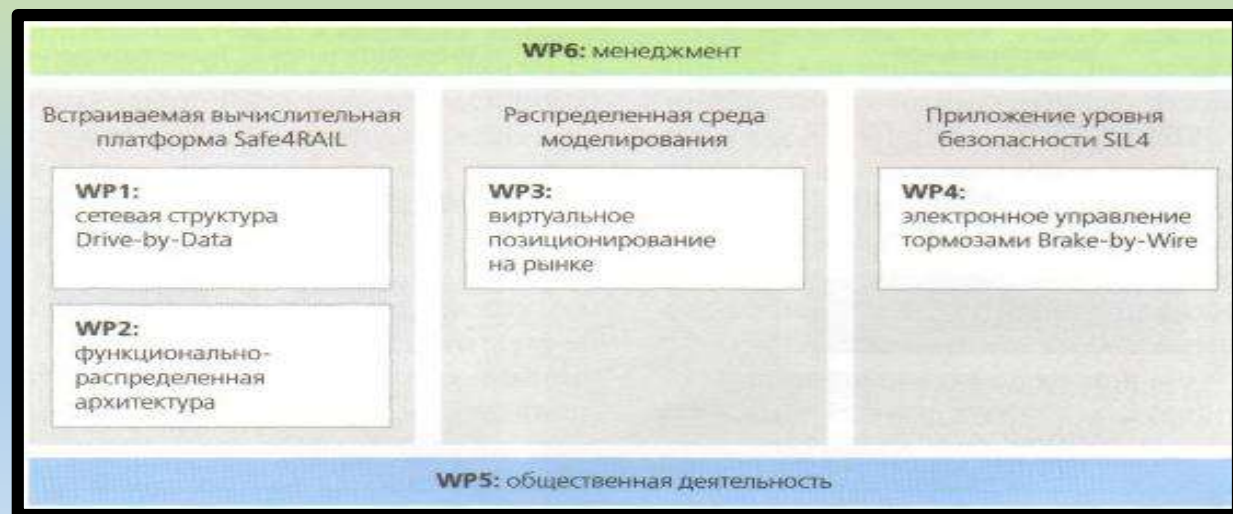 WP6: менеджмент
Встраиваемая вычислительная
платформа Safe4RAIL
WP1:
сетевая структура
Drive-by-Data
WP2:
функционально-
распределенная
архитектура
Распределенная среда
моделирования
WP3:
виртуальное
позиционирование
на рынке
Приложение уровня
безопасности SIL4
WP4:
электронное управление
тормозами Brake-by-Wire
WP5: общественная деятельность